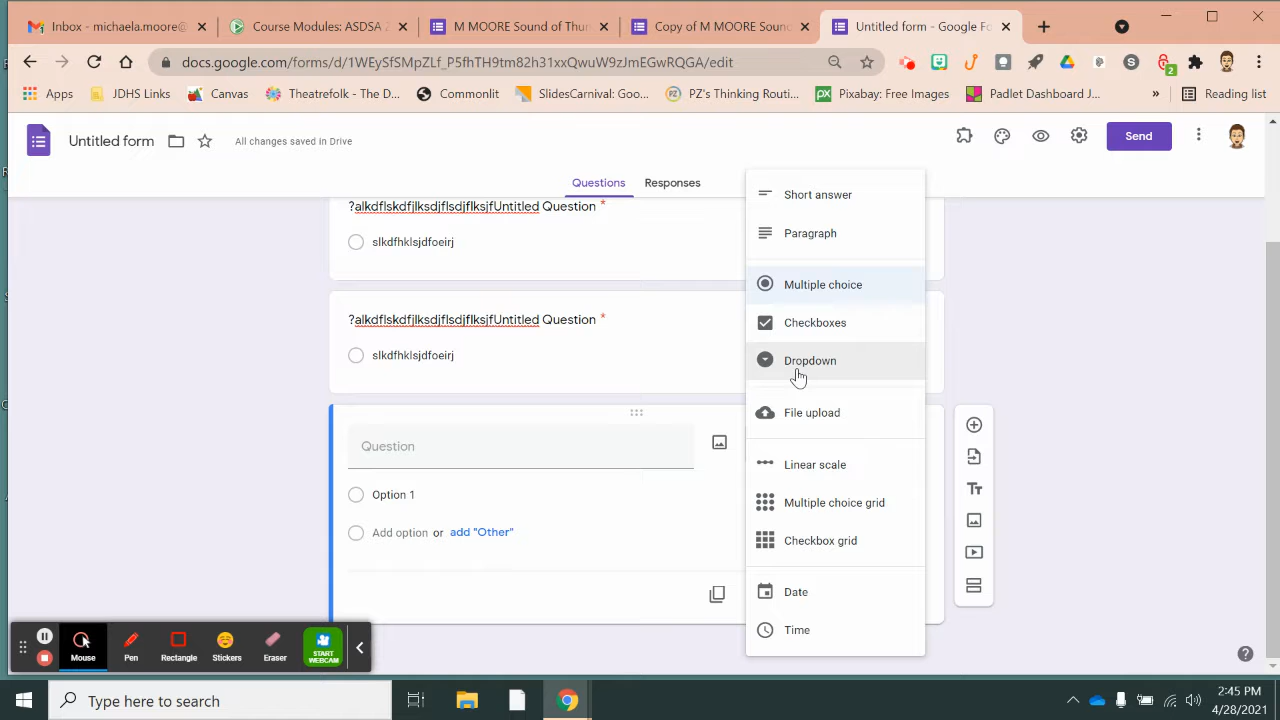 Inbox - michaela.moore@
Course Modules: ASDSA 2
M MOORE Sound of Thun
Copy of M MOORE Soun
Untitled form - Google Fo
docs.google.com/forms/d/1WEySfSMpZLf_P5fhTH9tm82h31xxQwuW9zJmEGwRQGA/edit
2
Apps
JDHS Links
Canvas
Theatrefolk - The D...
Commonlit
SlidesCarnival: Goo...
PZ's Thinking Routi...
Pixabay: Free Images
Padlet Dashboard J...
»
Reading list
Untitled form
All changes saved in Drive
Send
Questions
Responses
?alkdflskdfjlksdjflsdjflksjfUntitled Question *
slkdfhklsjdfoeirj
?alkdflskdfjlksdjflsdjflksjfUntitled Question *
slkdfhklsjdfoeirj
Question
Option 1
Add option or add "Other"
Short answer
Paragraph
Multiple choice
Checkboxes
Dropdown
File upload
Linear scale
Multiple choice grid
Checkbox grid
Date
Time
Mouse
Pen
Rectangle
Stickers
Eraser
START
WEBCAM
Type here to search
2:45 PM
4/28/2021